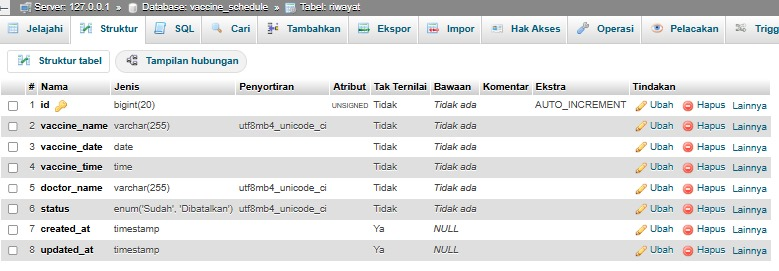 Server: 127.0.0.1 » Database: vaccine_schedule » Tabel: riwayat
Jelajahi Struktur SQL Cari Tambahkan Ekspor Impor Hak Akses Operasi Pelacakan Trigg
Struktur tabel Tampilan hubungan
# Nama Jenis Penyortiran Atribut Tak Ternilai Bawaan Komentar Ekstra Tindakan
1 id bigint(20) UNSIGNED Tidak Tidak ada AUTO_INCREMENT Ubah Hapus Lainnya
2 vaccine_name varchar(255) utf8mb4_unicode_ci Tidak Tidak ada Ubah Hapus Lainnya
3 vaccine_date date Tidak Tidak ada Ubah Hapus Lainnya
4 vaccine_time time Tidak Tidak ada Ubah Hapus Lainnya
5 doctor_name varchar(255) utf8mb4_unicode_ci Tidak Tidak ada Ubah Hapus Lainnya
6 status enum('Sudah', 'Dibatalkan') utf8mb4_unicode_ci Tidak Tidak ada Ubah Hapus Lainnya
7 created_at timestamp Ya NULL Ubah Hapus Lainnya
8 updated_at timestamp Ya NULL Ubah Hapus Lainnya